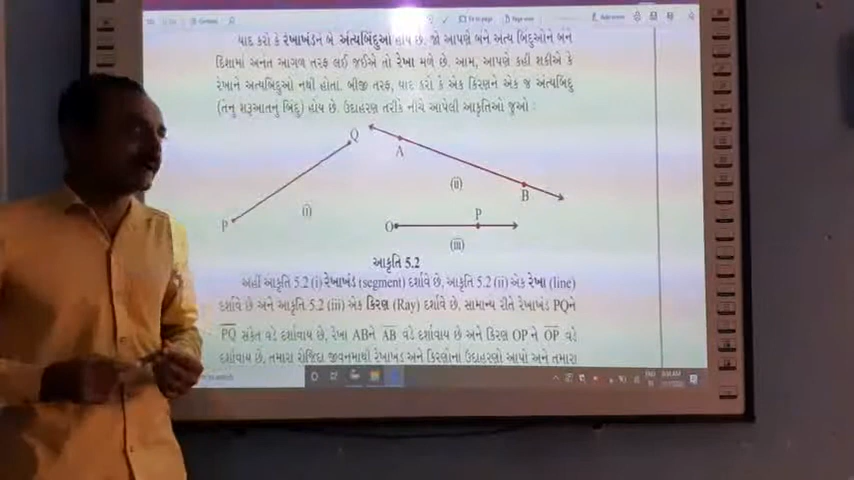 યાદ કરો કે રેખાખંડને બે અંત્યબિંદુઓ હોય છે. જો આપણે બંને અંત્ય બિંદુઓને બંને
દિશામાં અનંત આગળ તરફ લઈ જઈએ તો રેખા મળે છે. આમ, આપણે કહી શકીએ કે
રેખાને અંત્યબિંદુઓ નથી હોતાં. બીજી તરફ, યાદ કરો કે એક કિરણને એક જ અંત્યબિંદુ
(તેનું શરૂઆતનું બિંદુ) હોય છે. ઉદાહરણ તરીકે નીચે આપેલી આકૃતિઓ જુઓ :
Q
A
P
(i)
(ii)
B
O
P
(iii)
આકૃતિ 5.2
અહીં આકૃતિ 5.2 (i) રેખાખંડ (segment) દર્શાવે છે, આકૃતિ 5.2 (ii) એક રેખા (line)
દર્શાવે છે અને આકૃતિ 5.2 (iii) એક કિરણ (Ray) દર્શાવે છે. સામાન્ય રીતે રેખાખંડ PQને
PQ સંકેત વડે દર્શાવાય છે, રેખા ABને AB વડે દર્શાવાય છે અને કિરણ OP ને OP વડે
દર્શાવાય છે. તમારા રોજિંદા જીવનમાંથી રેખાખંડ અને કિરણોનાં ઉદાહરણો આપો અને તમારા